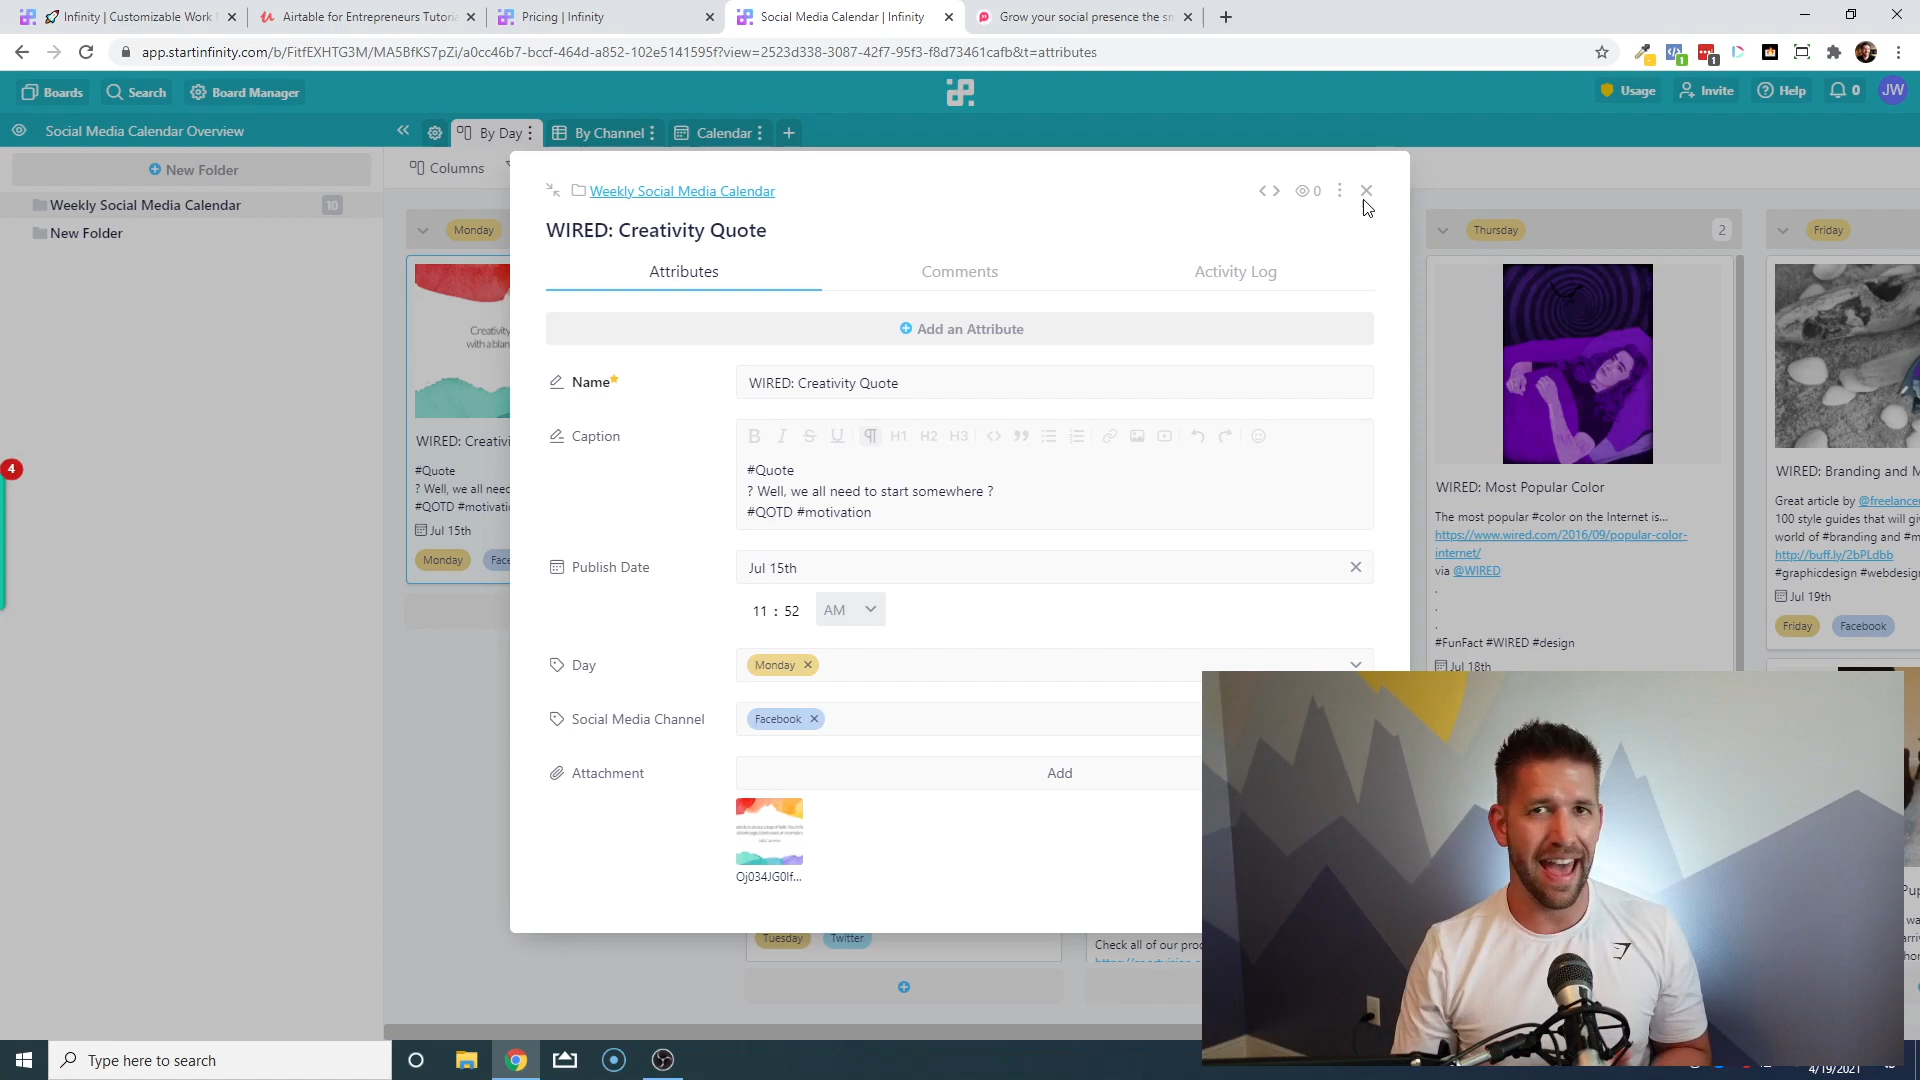 Infinity | Customizable Work
Airtable for Entrepreneurs Tutoria
Pricing | Infinity
Social Media Calendar | Infinity
Grow your social presence the sm
app.startinfinity.com/b/FitfEXHTG3M/MA5BfKS7pZi/a0cc46b7-bccf-464d-a852-102e5141595f?view=2523d338-3087-42f7-95f3-f8d73461cafb&t=attributes
1
1
Boards
Search
Board Manager
Usage
Invite
Help
0
JW
Social Media Calendar Overview
By Day
By Channel
Calendar
New Folder
Columns
Weekly Social Media Calendar
10
New Folder
4
Monday
Creativity
with a blan
WIRED: Creativi
#Quote
? Well, we all need
#QOTD #motivatio
Jul 15th
Monday
Face
Weekly Social Media Calendar
0
WIRED: Creativity Quote
Attributes
Comments
Activity Log
Add an Attribute
Name
WIRED: Creativity Quote
Caption
H1 H2 H3
#Quote
? Well, we all need to start somewhere ?
#QOTD #motivation
Publish Date
Jul 15th
11 : 52
AM
Day
Monday
Social Media Channel
Facebook
Attachment
Add
Oj034JG0lf...
Tuesday
Twitter
Check all of our prod
Thursday
2
WIRED: Most Popular Color
The most popular #color on the Internet is...
https://www.wired.com/2016/09/popular-color-
internet/
via @WIRED
.
.
.
#FunFact #WIRED #design
Jul 18th
Friday
WIRED: Branding and M
Great article by @freelancer
100 style guides that will giv
world of #branding and #m
http://buff.ly/2bPLdbb
#graphicdesign #webdesign
Jul 19th
Friday
Facebook
Type here to search
4/19/2021